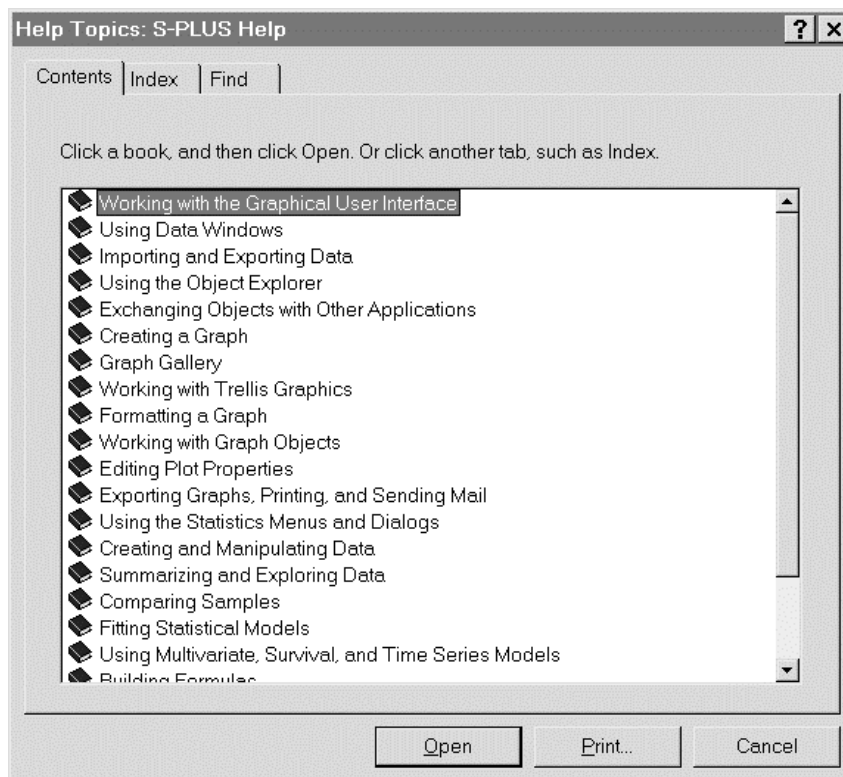 Help Topics: S-PLUS Help
Contents Index Find
Click a book, and then click Open. Or click another tab, such as Index.
Working with the Graphical User Interface
Using Data Windows
Importing and Exporting Data
Using the Object Explorer
Exchanging Objects with Other Applications
Creating a Graph
Graph Gallery
Working with Trellis Graphics
Formatting a Graph
Working with Graph Objects
Editing Plot Properties
Exporting Graphs, Printing, and Sending Mail
Using the Statistics Menus and Dialogs
Creating and Manipulating Data
Summarizing and Exploring Data
Comparing Samples
Fitting Statistical Models
Using Multivariate, Survival, and Time Series Models
Building Formulas
Open Print... Cancel